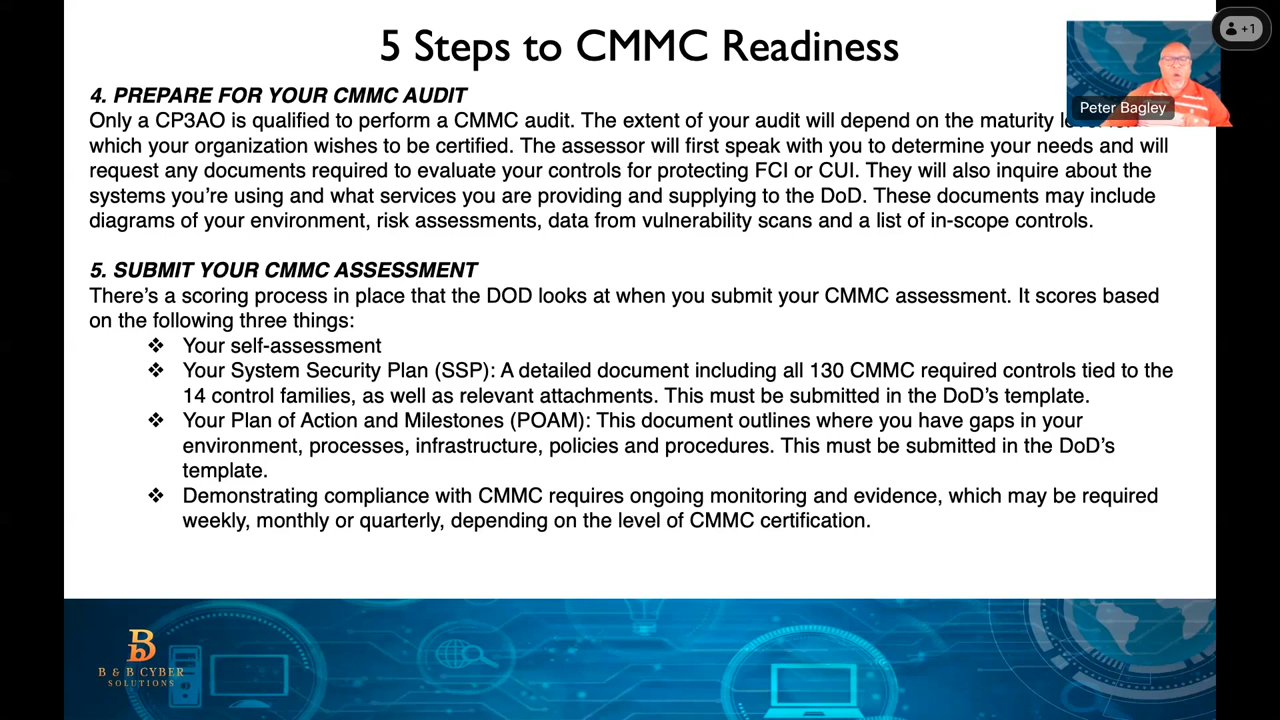 5 Steps to CMMC Readiness
+1
Peter Bagley
4. PREPARE FOR YOUR CMMC AUDIT
Only a CP3AO is qualified to perform a CMMC audit. The extent of your audit will depend on the maturity
which your organization wishes to be certified. The assessor will first speak with you to determine your needs and will
request any documents required to evaluate your controls for protecting FCI or CUI. They will also inquire about the
systems you’re using and what services you are providing and supplying to the DoD. These documents may include
diagrams of your environment, risk assessments, data from vulnerability scans and a list of in-scope controls.
5. SUBMIT YOUR CMMC ASSESSMENT
There’s a scoring process in place that the DOD looks at when you submit your CMMC assessment. It scores based
on the following three things:
❖ Your self-assessment
❖ Your System Security Plan (SSP): A detailed document including all 130 CMMC required controls tied to the
14 control families, as well as relevant attachments. This must be submitted in the DoD’s template.
❖ Your Plan of Action and Milestones (POAM): This document outlines where you have gaps in your
environment, processes, infrastructure, policies and procedures. This must be submitted in the DoD’s
template.
❖ Demonstrating compliance with CMMC requires ongoing monitoring and evidence, which may be required
weekly, monthly or quarterly, depending on the level of CMMC certification.
B & B CYBER
SOLUTIONS